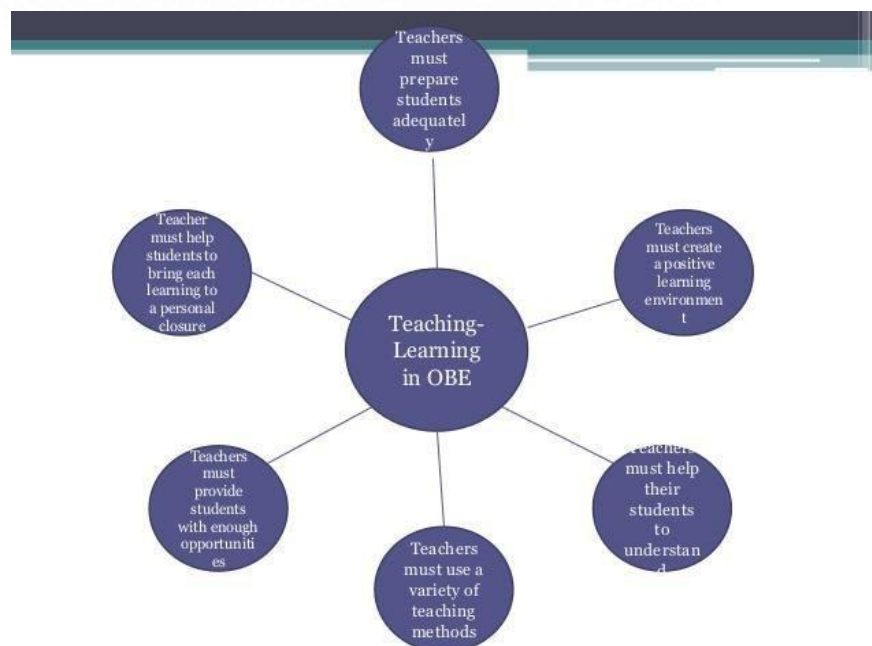 Teachers
must
prepare
students
adequatel
y
Teacher
must help
students to
bring each
learning to
a personal
closure
Teachers
must create
a positive
learning
environmen
t
Teaching-
Learning
in OBE
Teachers
must
provide
students
with enough
opportuniti
es
Teachers
must help
their
students
to
understan
d
Teachers
must use a
variety of
teaching
methods